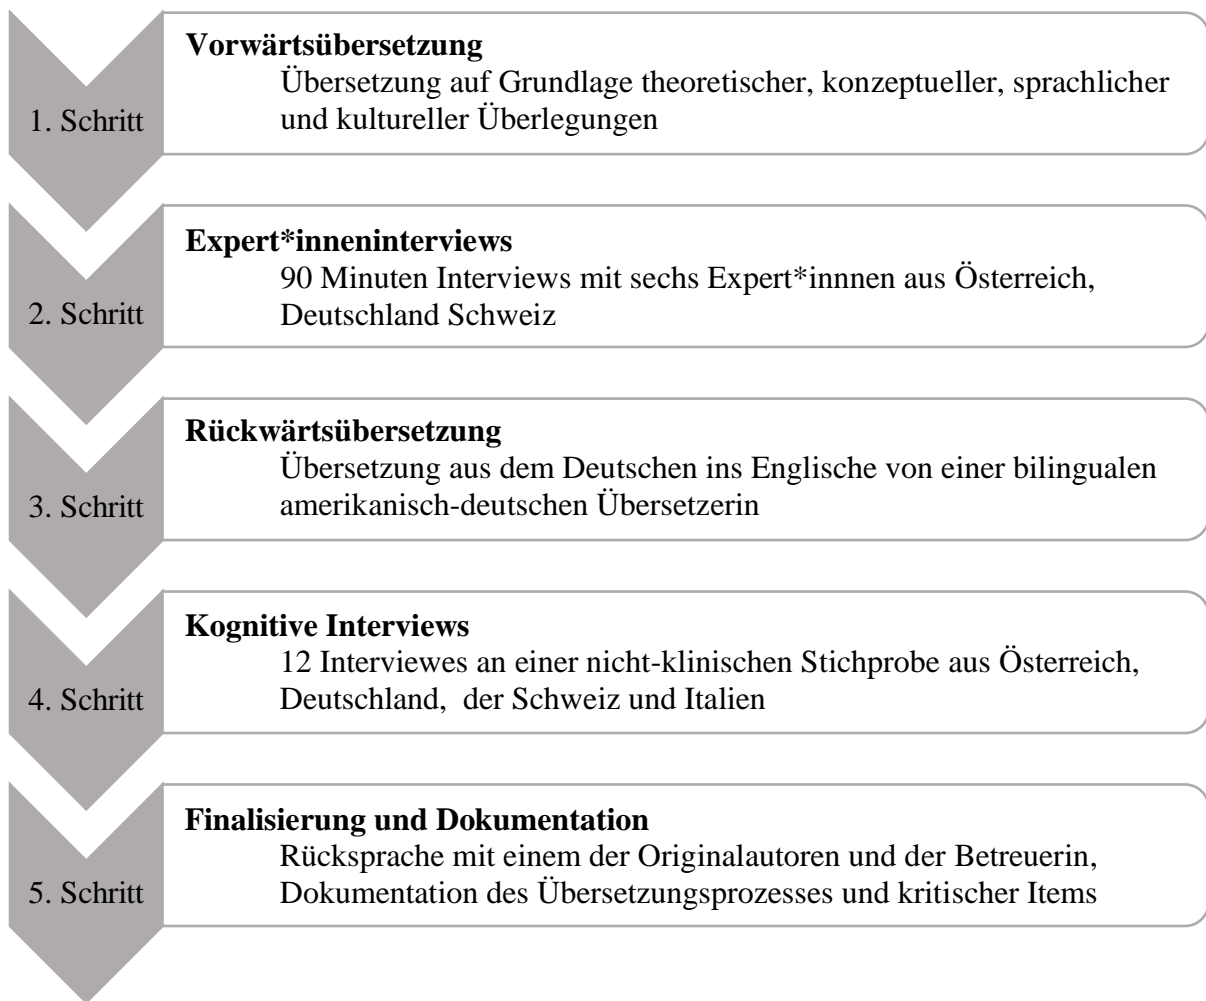 1. Schritt
Vorwärtsübersetzung
Übersetzung auf Grundlage theoretischer, konzeptueller, sprachlicher
und kultureller Überlegungen
2. Schritt
Expert*inneninterviews
90 Minuten Interviews mit sechs Expert*innnen aus Österreich,
Deutschland Schweiz
3. Schritt
Rückwärtsübersetzung
Übersetzung aus dem Deutschen ins Englische von einer bilingualen
amerikanisch-deutschen Übersetzerin
4. Schritt
Kognitive Interviews
12 Interviewes an einer nicht-klinischen Stichprobe aus Österreich,
Deutschland,  der Schweiz und Italien
5. Schritt
Finalisierung und Dokumentation
Rücksprache mit einem der Originalautoren und der Betreuerin,
Dokumentation des Übersetzungsprozesses und kritischer Items